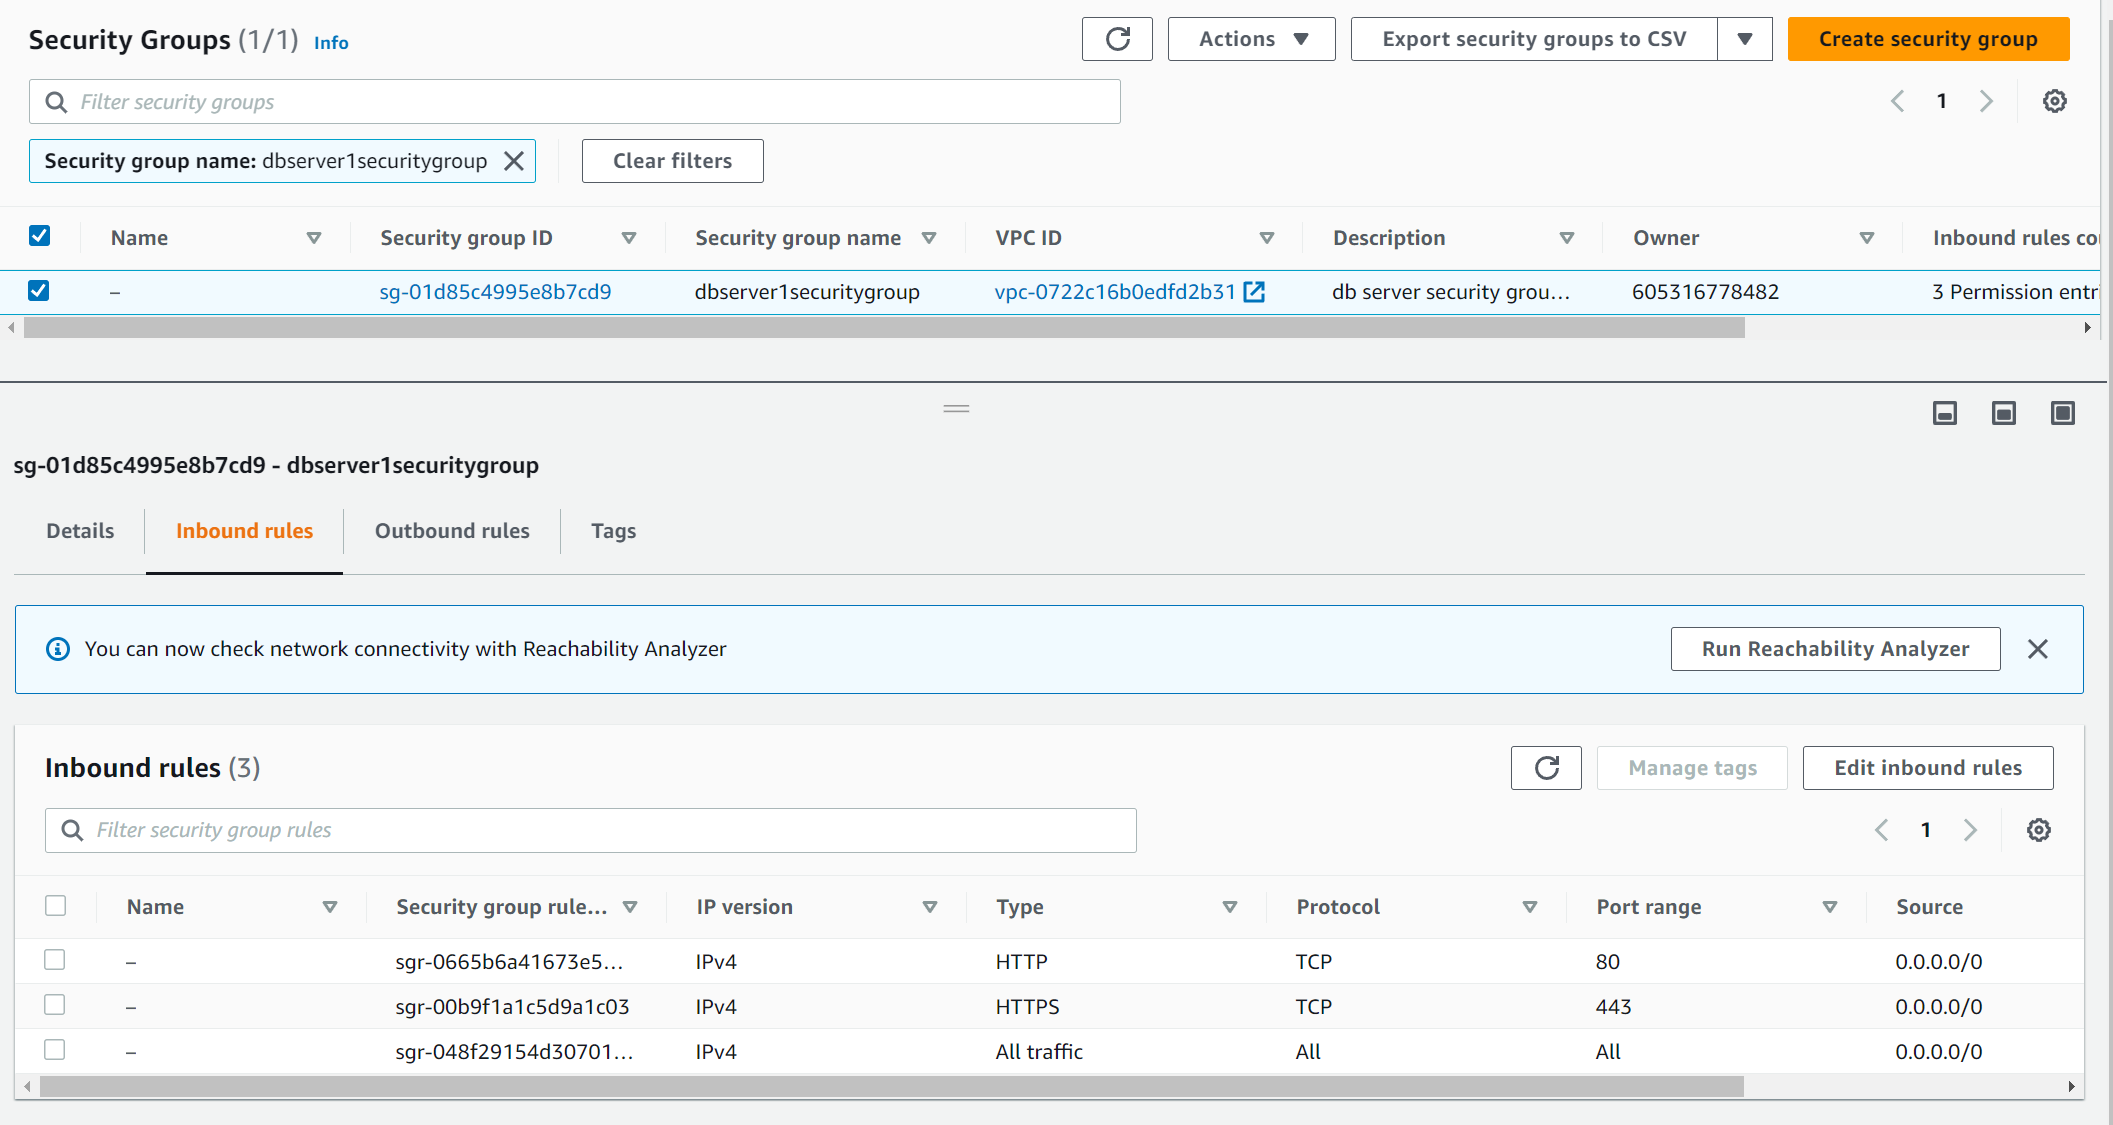 Security Groups (1/1) Info
Actions
Export security groups to CSV
Create security group
Filter security groups
1
Security group name: dbserver1securitygroup
Clear filters
Name Security group ID Security group name VPC ID Description Owner Inbound rules co
– sg-01d85c4995e8b7cd9 dbserver1securitygroup vpc-0722c16b0edfd2b31 db server security grou... 605316778482 3 Permission entr
sg-01d85c4995e8b7cd9 - dbserver1securitygroup
Details Inbound rules Outbound rules Tags
You can now check network connectivity with Reachability Analyzer
Run Reachability Analyzer
Inbound rules (3)
Manage tags
Edit inbound rules
Filter security group rules
1
Name Security group rule... IP version Type Protocol Port range Source
– sgr-0665b6a41673e5... IPv4 HTTP TCP 80 0.0.0.0/0
– sgr-00b9f1a1c5d9a1c03 IPv4 HTTPS TCP 443 0.0.0.0/0
– sgr-048f29154d30701... IPv4 All traffic All All 0.0.0.0/0